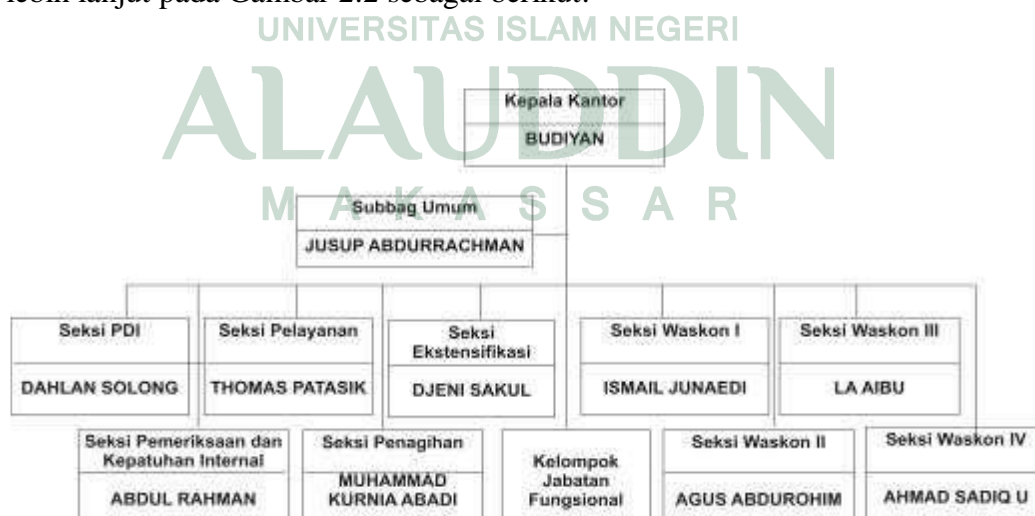 lebih lanjut pada Gambar 2.2 sebagai berikut:
UNIVERSITAS ISLAM NEGERI
ALAUDDIN
MAKASSAR
Kepala Kantor
BUDIYAN
Subbag Umum
JUSUP ABDURRACHMAN
Seksi PDI
DAHLAN SOLONG
Seksi Pelayanan
THOMAS PATASIK
Seksi
Ekstensifikasi
DJENI SAKUL
Seksi Waskon I
ISMAIL JUNAEDI
Seksi Waskon III
LA AIBU
Seksi Pemeriksaan dan
Kepatuhan Internal
ABDUL RAHMAN
Seksi Penagihan
MUHAMMAD
KURNIA ABADI
Kelompok
Jabatan
Fungsional
Seksi Waskon II
AGUS ABDUROHIM
Seksi Waskon IV
AHMAD SADIQ U